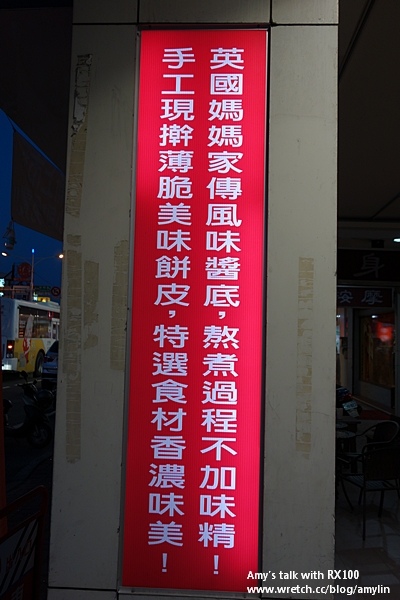 英國媽媽家傳風味醬底，熬煮過程不加味精！
手工現擀薄脆美味餅皮，特選食材香濃味美！
身
Amy's talk with RX100
www.wretch.cc/blog/amylin